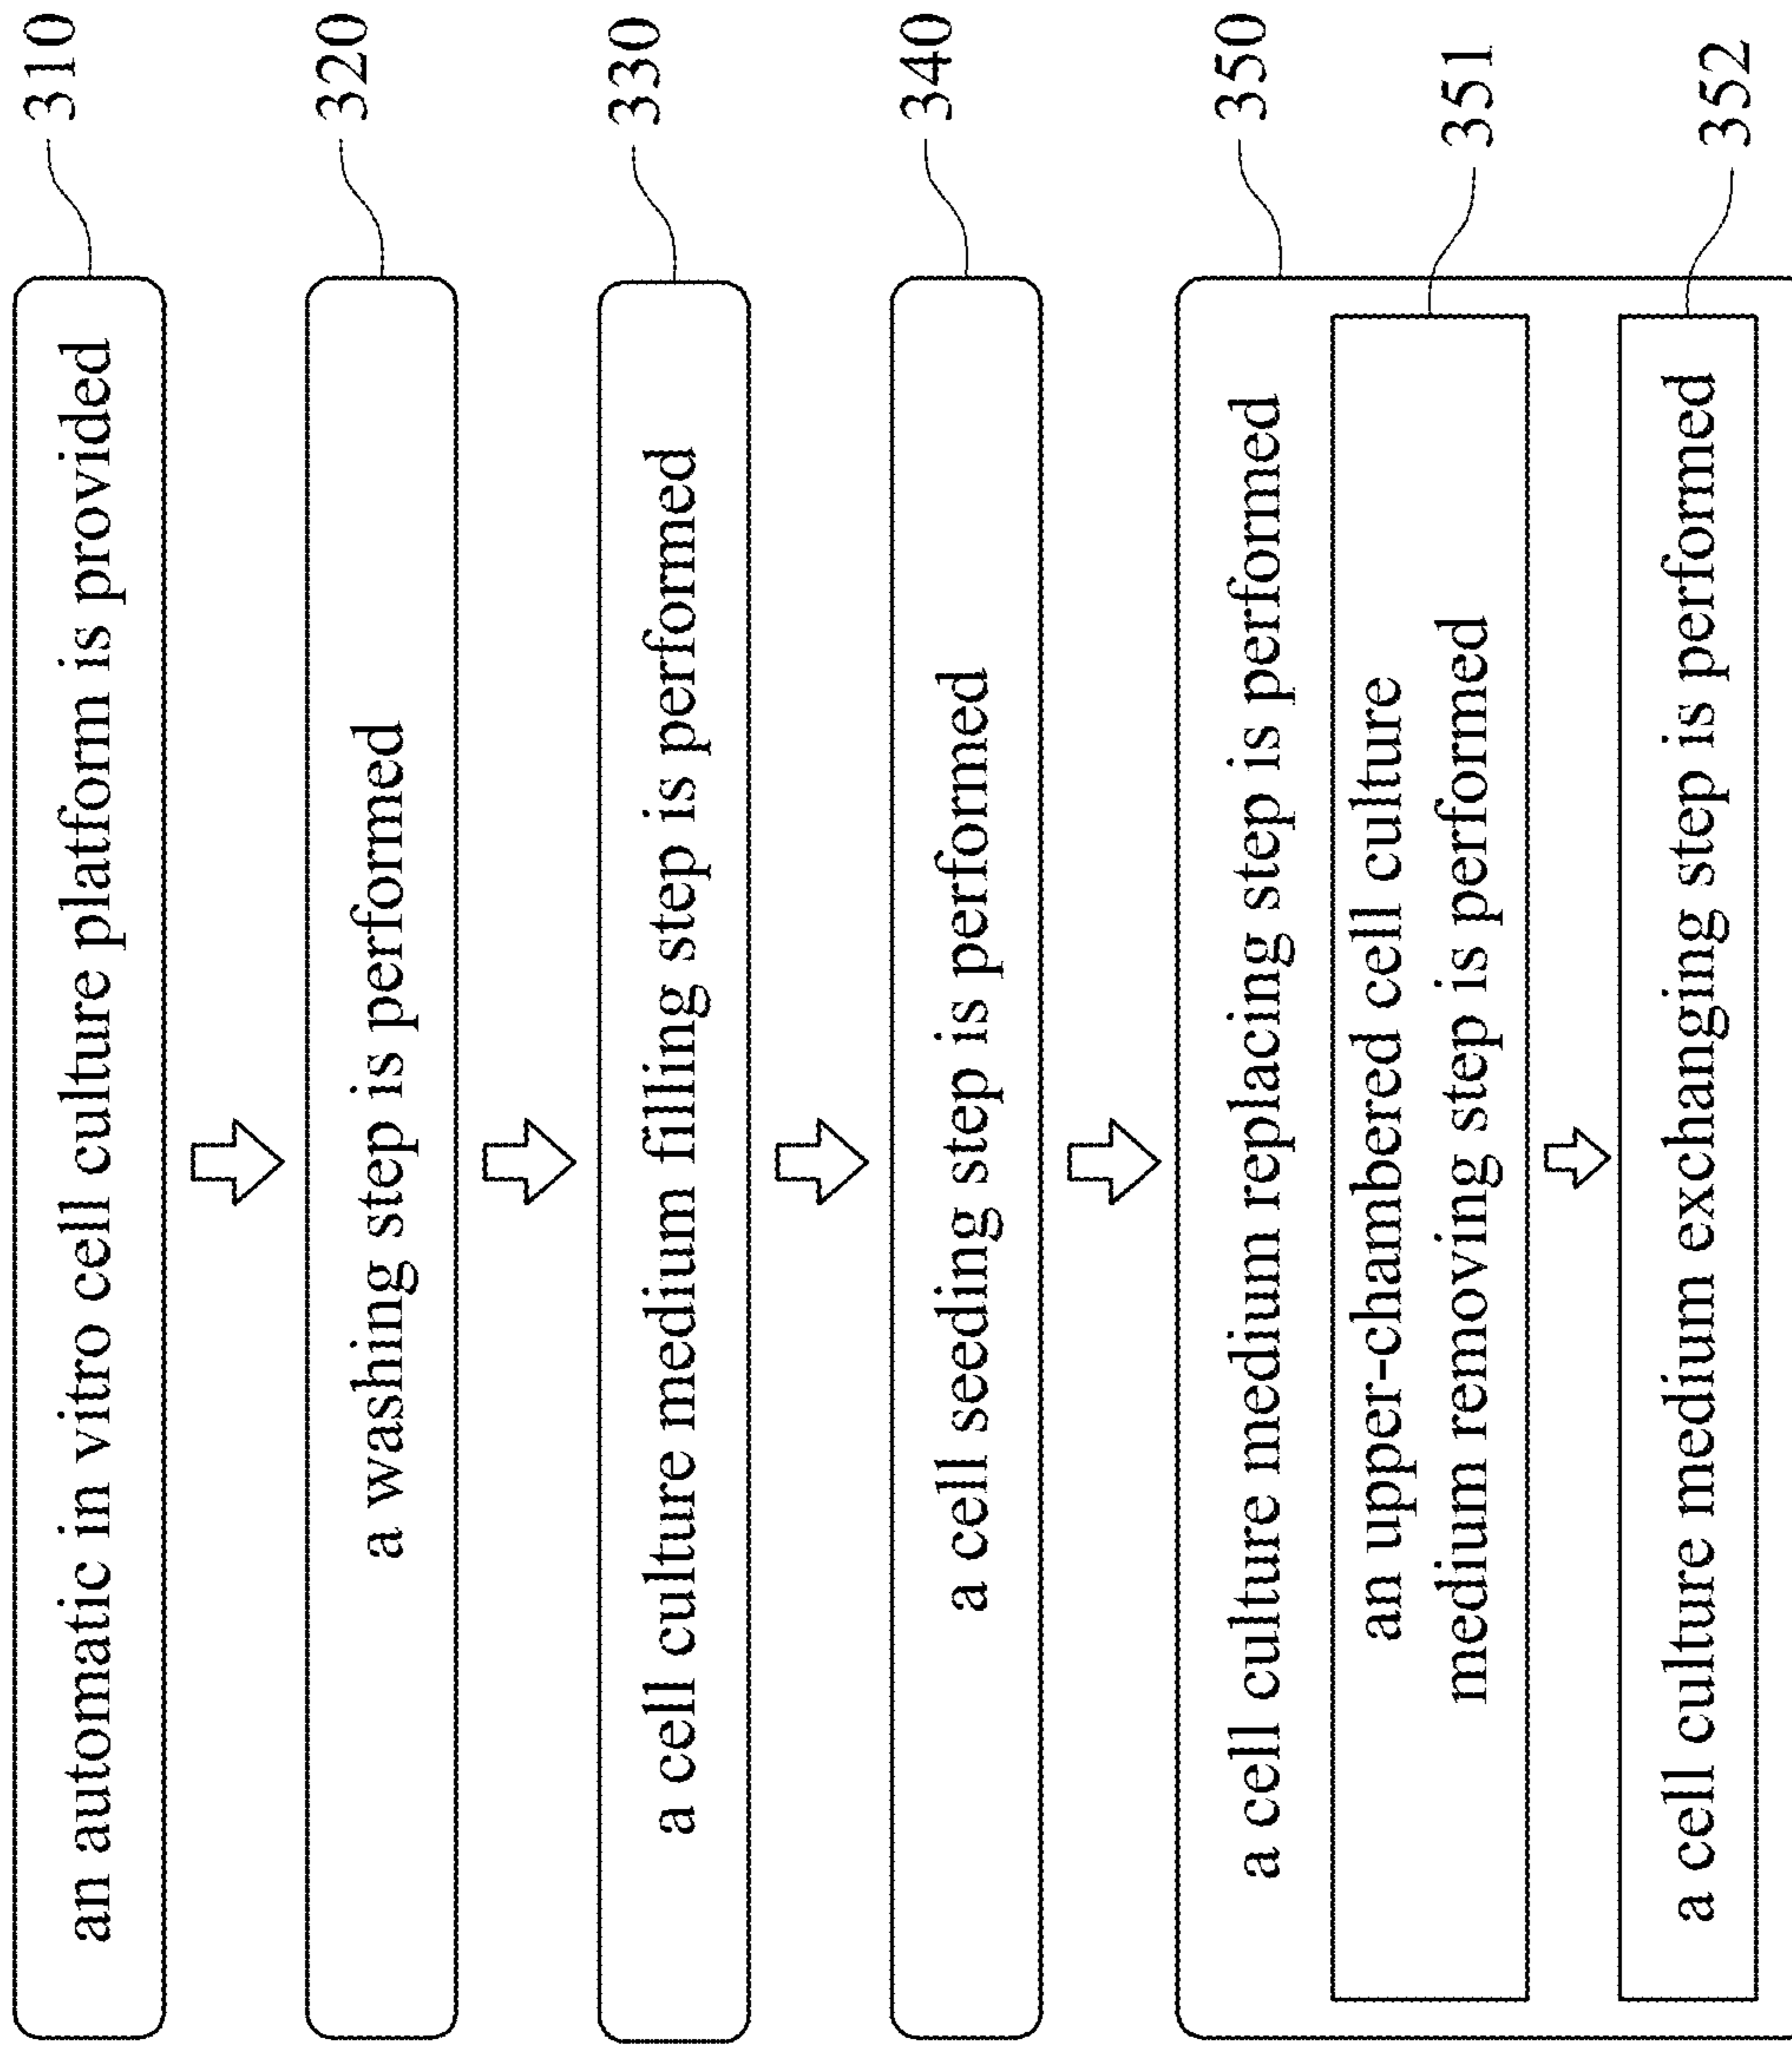 an automatic in vitro cell culture platform is provided
310
a washing step is performed
320
a cell culture medium filling step is performed
330
a cell seeding step is performed
340
a cell culture medium replacing step is performed
350
an upper-chambered cell culture
medium removing step is performed
351
a cell culture medium exchanging step is performed
352